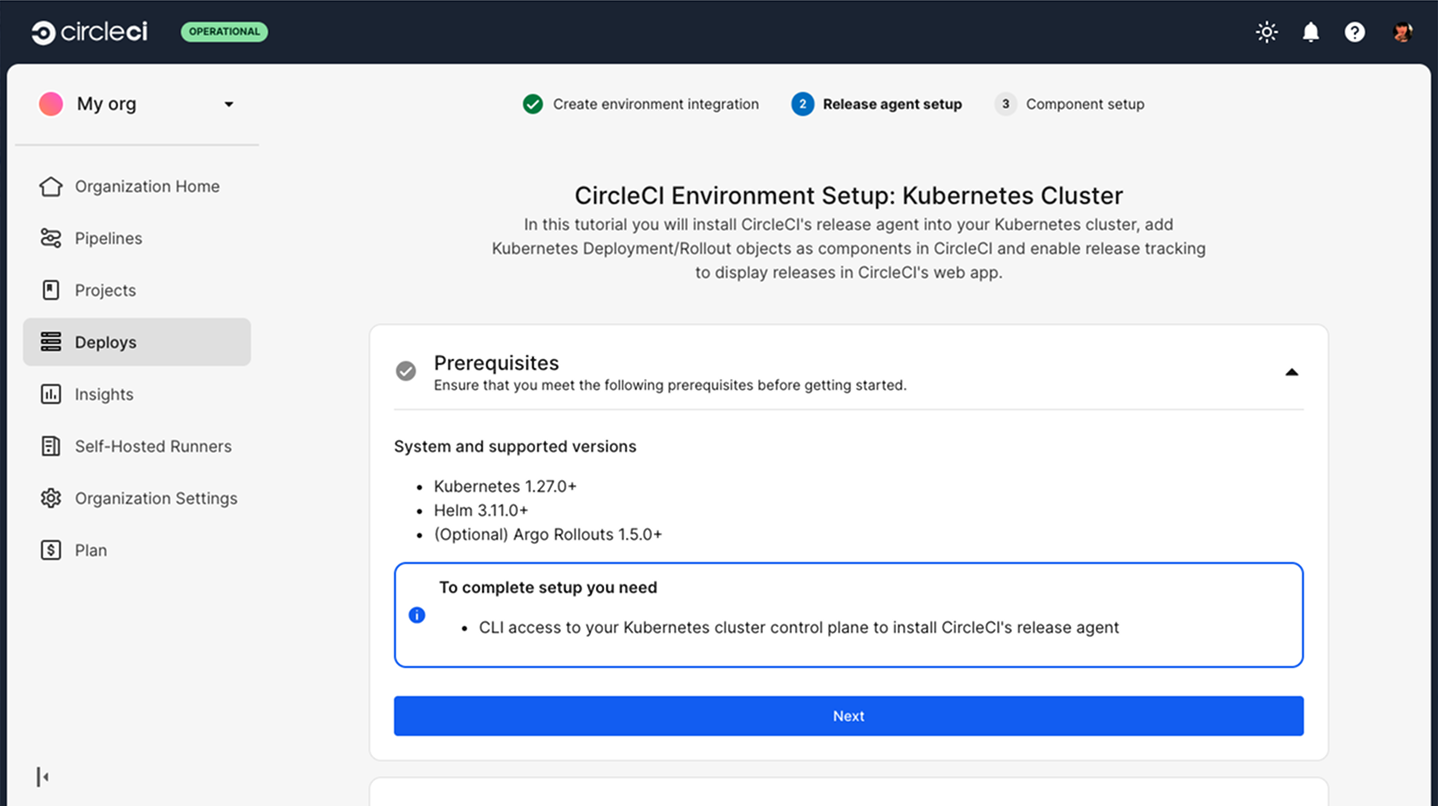 circleci
OPERATIONAL
My org
Create environment integration
2 Release agent setup
3 Component setup
Organization Home
Pipelines
Projects
Deploys
Insights
Self-Hosted Runners
Organization Settings
Plan
CircleCI Environment Setup: Kubernetes Cluster
In this tutorial you will install CircleCI's release agent into your Kubernetes cluster, add
Kubernetes Deployment/Rollout objects as components in CircleCI and enable release tracking
to display releases in CircleCI's web app.
Prerequisites
Ensure that you meet the following prerequisites before getting started.
System and supported versions
• Kubernetes 1.27.0+
• Helm 3.11.0+
• (Optional) Argo Rollouts 1.5.0+
To complete setup you need
• CLI access to your Kubernetes cluster control plane to install CircleCI's release agent
Next